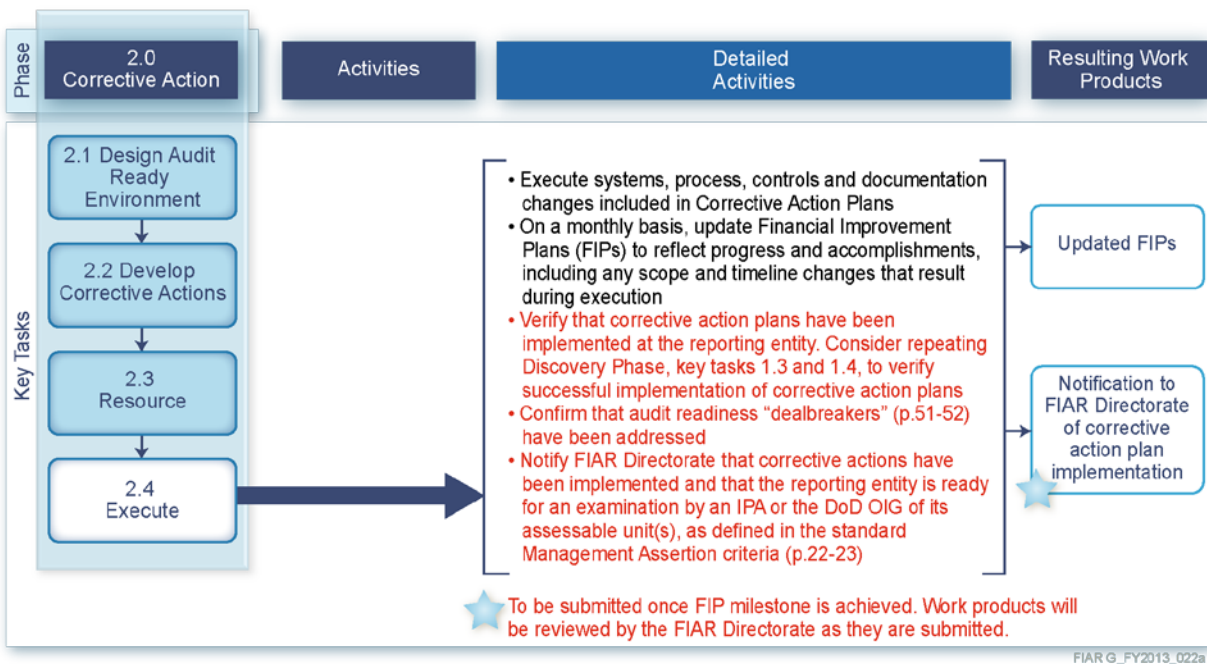 Phase
2.0
Corrective Action
Activities
Detailed
Activities
Resulting Work
Products
Key Tasks
2.1 Design Audit
Ready
Environment
2.2 Develop
Corrective Actions
2.3
Resource
2.4
Execute
• Execute systems, process, controls and documentation
changes included in Corrective Action Plans
• On a monthly basis, update Financial Improvement
Plans (FIPs) to reflect progress and accomplishments,
including any scope and timeline changes that result
during execution
• Verify that corrective action plans have been
implemented at the reporting entity. Consider repeating
Discovery Phase, key tasks 1.3 and 1.4, to verify
successful implementation of corrective action plans
• Confirm that audit readiness “dealbreakers” (p.51-52)
have been addressed
• Notify FIAR Directorate that corrective actions have
been implemented and that the reporting entity is ready
for an examination by an IPA or the DoD OIG of its
assessable unit(s), as defined in the standard
Management Assertion criteria (p.22-23)
Updated FIPs
Notification to
FIAR Directorate
of corrective
action plan
implementation
To be submitted once FIP milestone is achieved. Work products will
be reviewed by the FIAR Directorate as they are submitted.
FIAR G_FY2013_022a